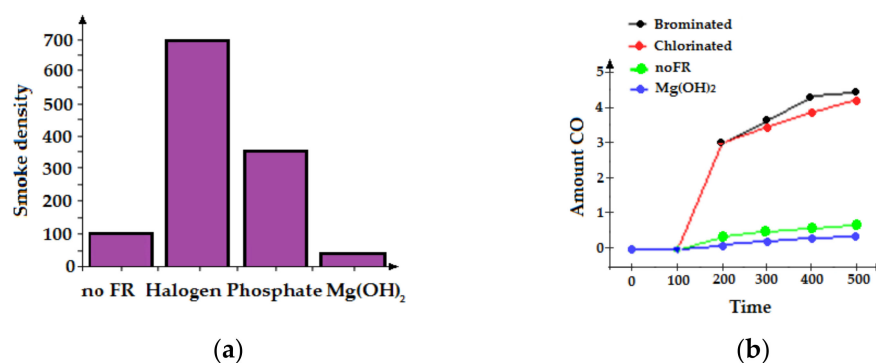 Smoke density
700
600
500
400
300
200
100
0
no FR Halogen Phosphate Mg(OH)2
(a)
Brominated
Chlorinated
noFR
Mg(OH)2
Amount CO
5
4
3
2
1
0
0 100 200 300 400 500
Time
(b)